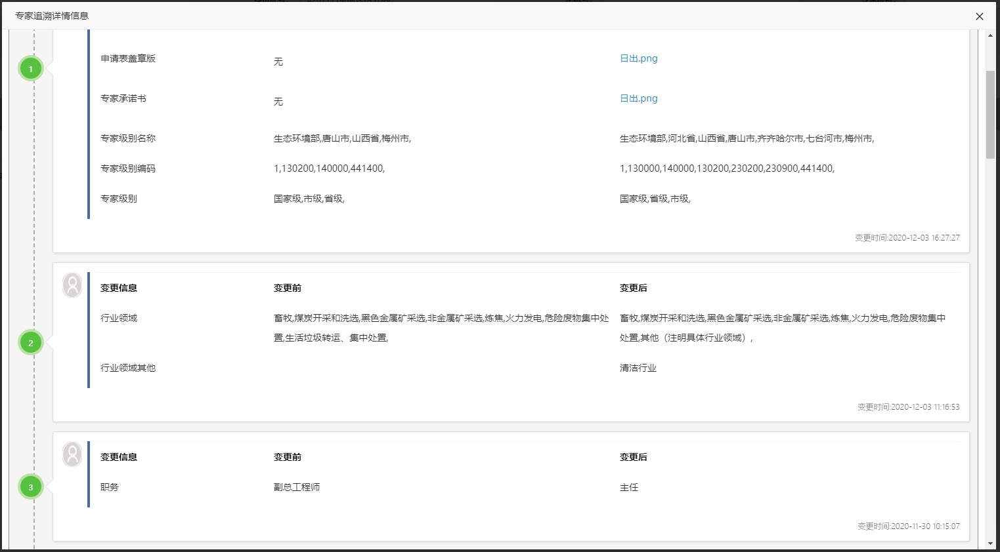 专家追溯详情信息
1
申请表盖章版 无 日出.png
专家承诺书 无 日出.png
专家级别名称 生态环境部,唐山市,山西省,梅州市, 生态环境部,河北省,山西省,唐山市,齐齐哈尔市,七台河市,梅州市,
专家级别编码 1,130200,140000,441400, 1,130000,140000,130200,230200,230900,441400,
专家级别 国家级,市级,省级, 国家级,省级,市级,
变更时间:2020-12-03 16:27:27
2
变更信息 变更前 变更后
行业领域 畜牧,煤炭开采和洗选,黑色金属矿采选,非金属矿采选,炼焦,火力发电,危险废物集中处 畜牧,煤炭开采和洗选,黑色金属矿采选,非金属矿采选,炼焦,火力发电,危险废物集中
置,生活垃圾转运、集中处置, 处置,其他（注明具体行业领域）,
行业领域其他 清洁行业
变更时间:2020-12-03 11:16:53
3
变更信息 变更前 变更后
职务 副总工程师 主任
变更时间:2020-11-30 10:15:07